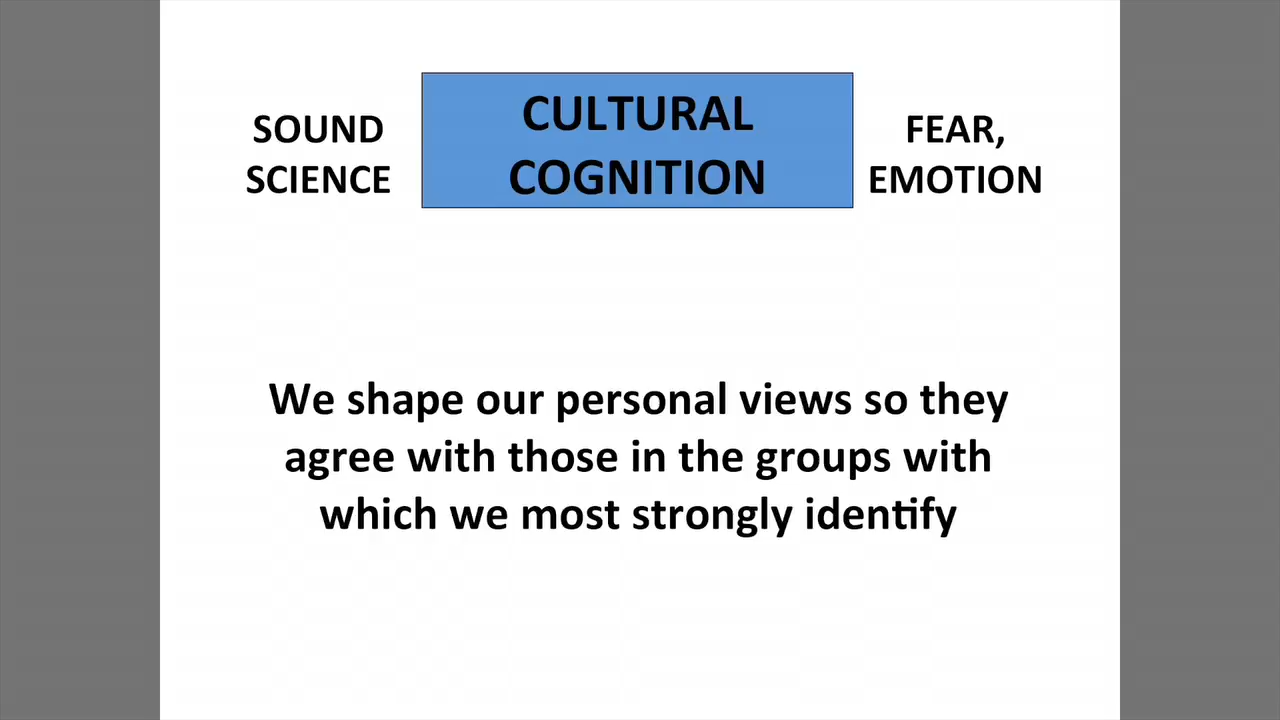 SOUND
SCIENCE
CULTURAL
COGNITION
FEAR,
EMOTION
We shape our personal views so they
agree with those in the groups with
which we most strongly identify